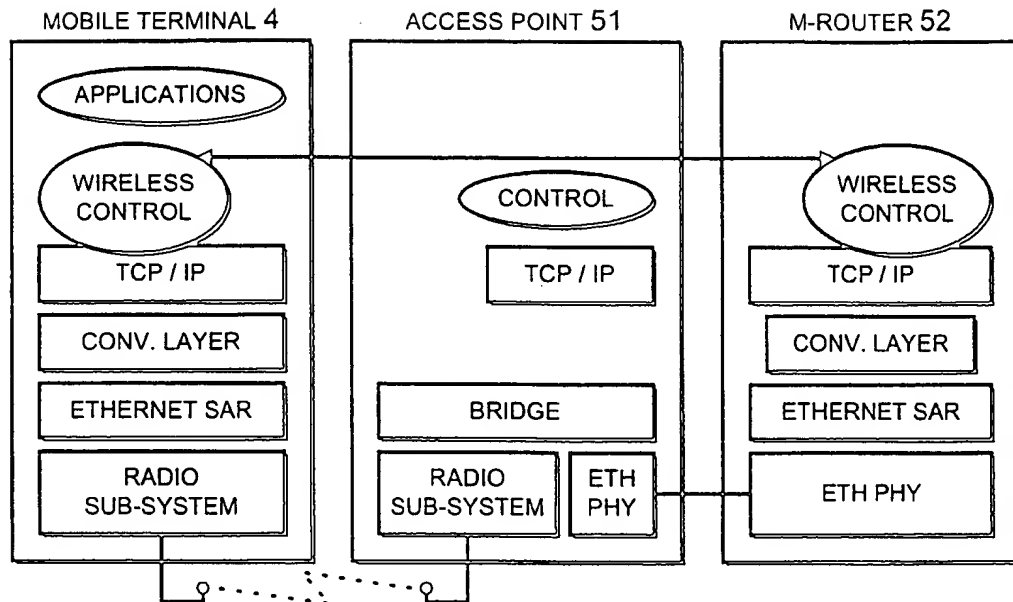 MOBILE TERMINAL 4
APPLICATIONS
WIRELESS
CONTROL
TCP / IP
CONV. LAYER
ETHERNET SAR
RADIO
SUB-SYSTEM
ACCESS POINT 51
CONTROL
TCP / IP
BRIDGE
RADIO
SUB-SYSTEM
ETH
PHY
M-ROUTER 52
WIRELESS
CONTROL
TCP / IP
CONV. LAYER
ETHERNET SAR
ETH PHY